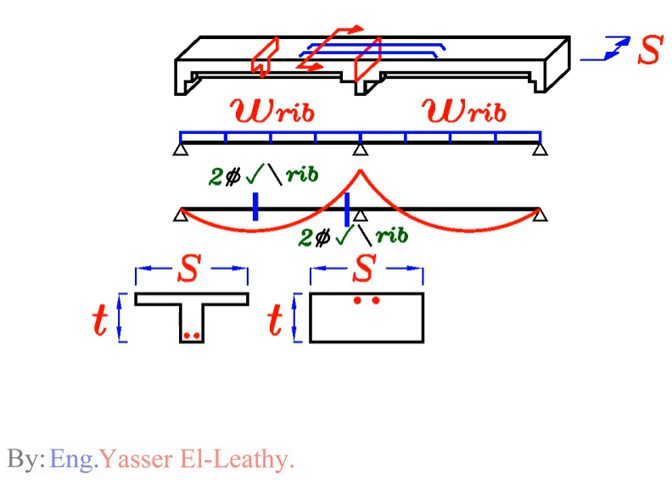 S
Wrib Wrib
2φ✓\rib
2φ✓\rib
S S
t t
By: Eng.Yasser El-Leathy.